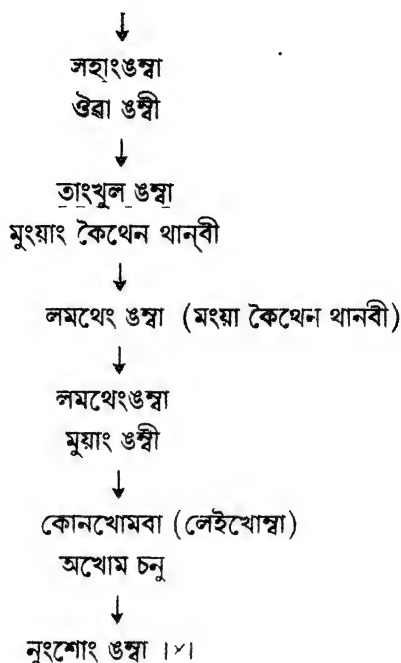 ↓
সহাংঙম্বা
ঔৱা ঙম্বী
↓
তাংখুল ঙম্বা
মুংয়াং কৈথেন থান্‌বী
↓
লমথেং ঙম্বা (মংয়া কৈথেন থানবী)
↓
লমথেংঙম্বা
মুয়াং ঙম্বী
↓
কোনখোমবা (লেইখোম্বা)
অখোম চনু
↓
নুংশোং ঙম্বা ।×।